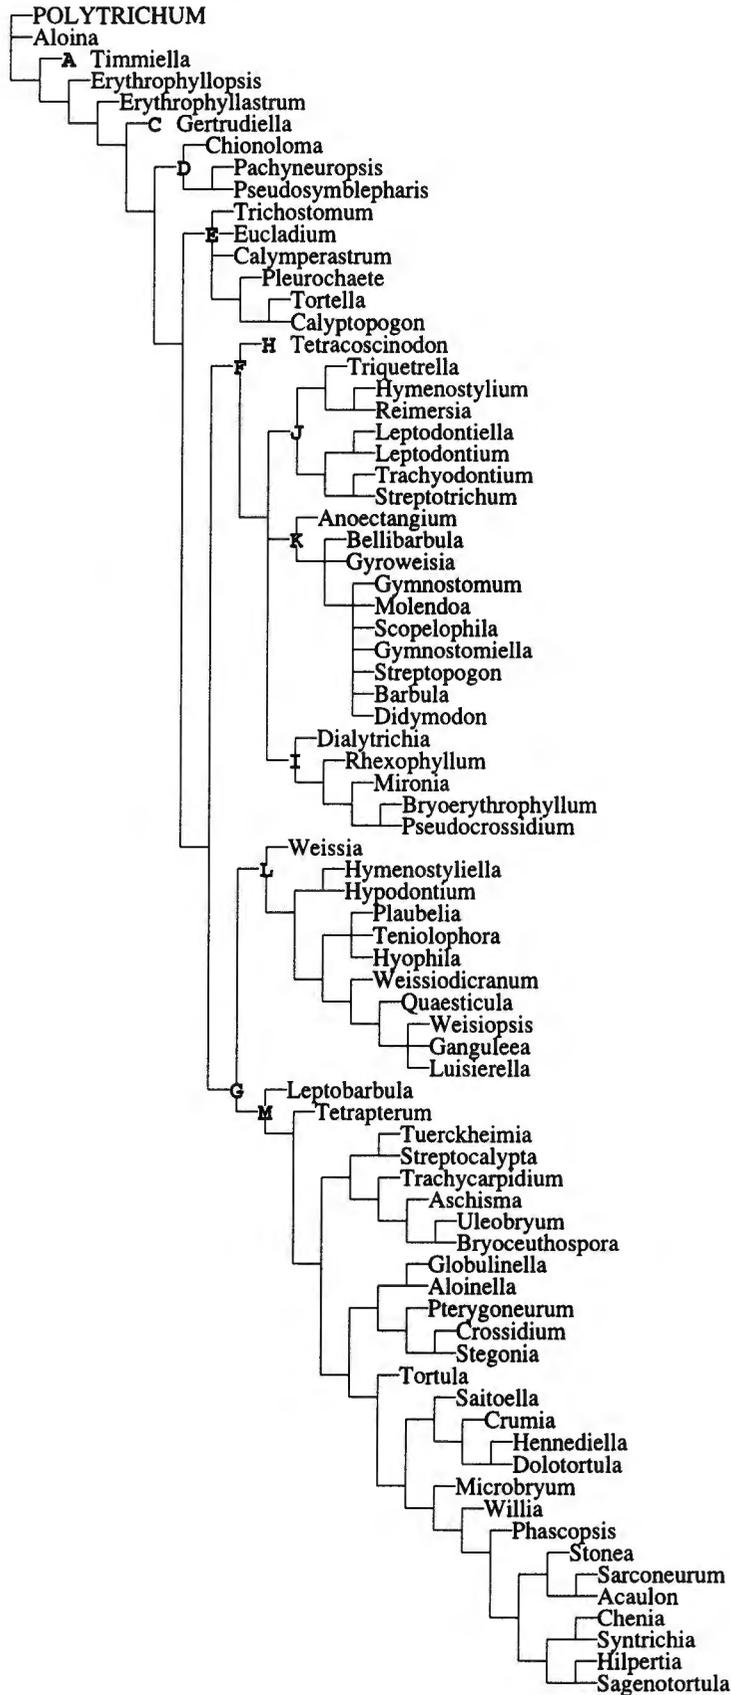 POLYTRICHUM
Aloina
A Timmiella
Erythrophyllopsis
Erythrophyllastrum
C Gertrudiella
Chionoloma
D Pachyneuropsis
Pseudosymblepharis
Trichostomum
E Eucladium
Calymperastrum
Pleurochaete
Tortella
Calyptopogon
H Tetracoscinodon
F Triquetrella
Hymenostylium
Reimersia
J Leptodontiella
Leptodontium
Trachyodontium
Streptotrichum
Anoectangium
K Bellibarbula
Gyroweisia
Gymnostomum
Molendoa
Scopelophila
Gymnostomiella
Streptopogon
Barbula
Didymodon
Dialytrichia
I Rhexophyllum
Mironia
Bryoerythrophyllum
Pseudocrossidium
Weissia
L Hymenostyliella
Hypodontium
Plaubelia
Teniolophora
Hyophila
Weissiodicranum
Quaesticula
Weisiopsis
Ganguleea
Luisierella
G Leptobarbula
M Tetrapterum
Tuerckheimia
Streptocalypta
Trachycarpidium
Aschisma
Uleobryum
Bryoceuthospora
Globulinella
Aloinella
Pterygoneurum
Crossidium
Stegonia
Tortula
Saitoella
Crumia
Hennediella
Dolotortula
Microbryum
Willia
Phascopsis
Stonea
Sarconeurum
Acaulon
Chenia
Syntrichia
Hilpertia
Sagenotortula